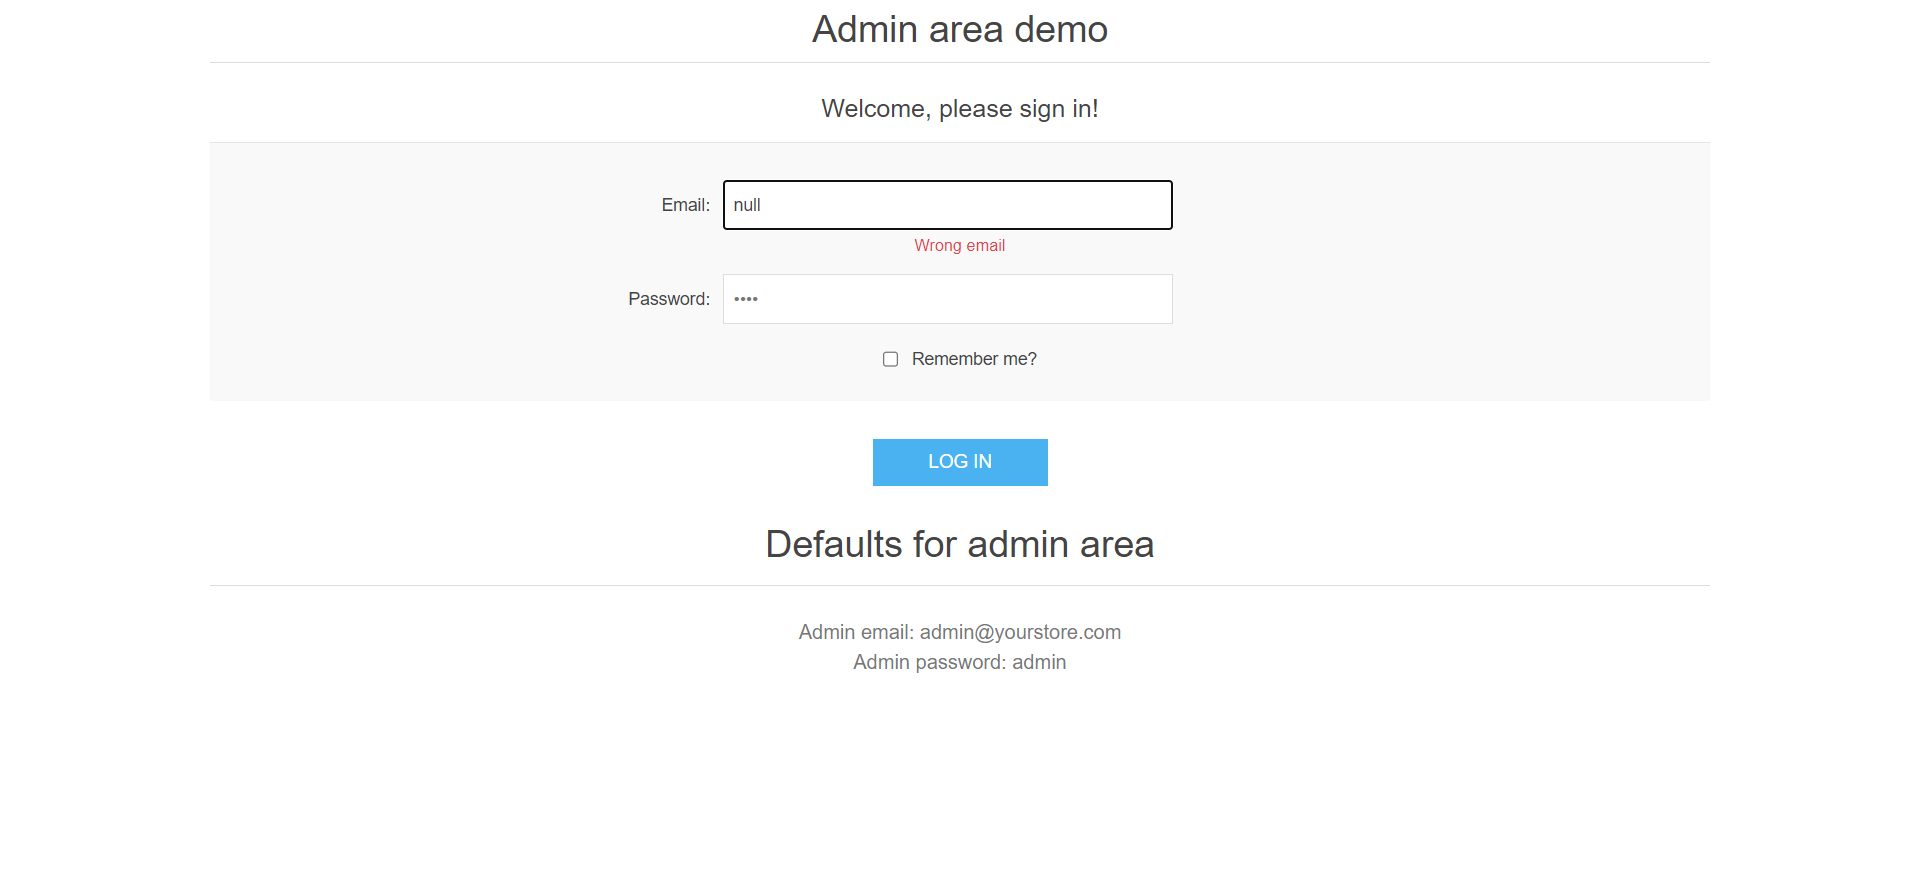 Admin area demo
Welcome, please sign in!
Email: null
Wrong email
Password: ••••
Remember me?
LOG IN
Defaults for admin area
Admin email: admin@yourstore.com
Admin password: admin